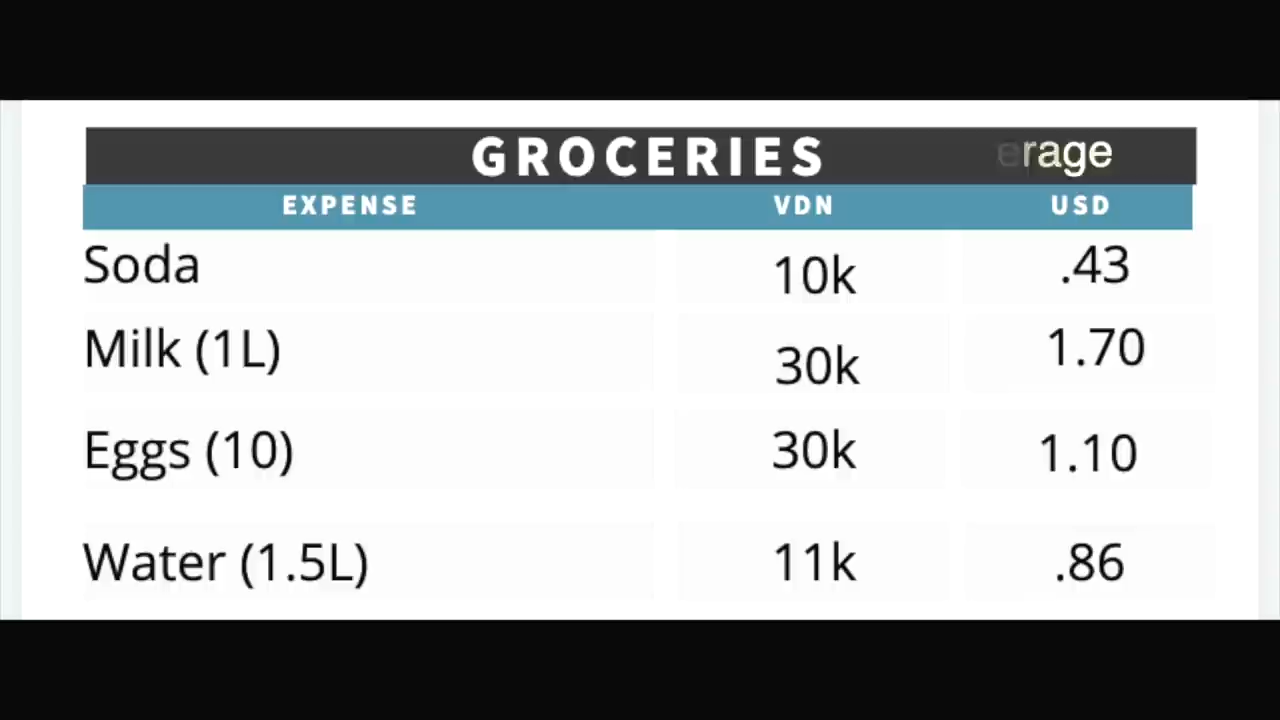 GROCERIES erage
EXPENSE VDN USD
Soda 10k .43
Milk (1L) 30k 1.70
Eggs (10) 30k 1.10
Water (1.5L) 11k .86